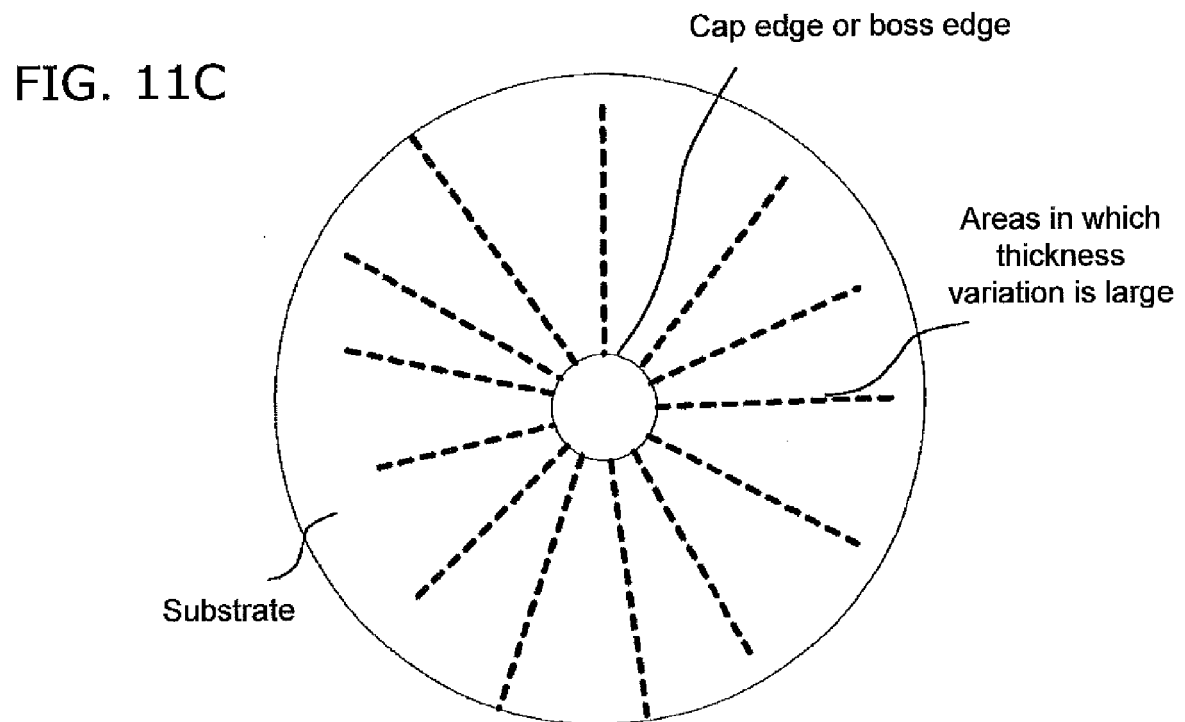 FIG. 11C
Cap edge or boss edge
Areas in which
thickness
variation is large
Substrate